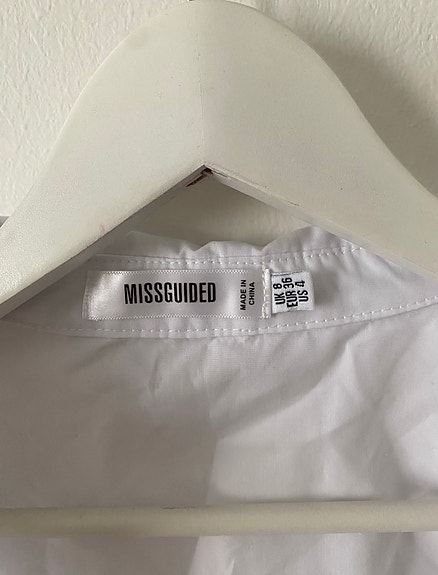 MISSGUIDED
MADE IN
CHINA
UK 8
EUR 36
US 4